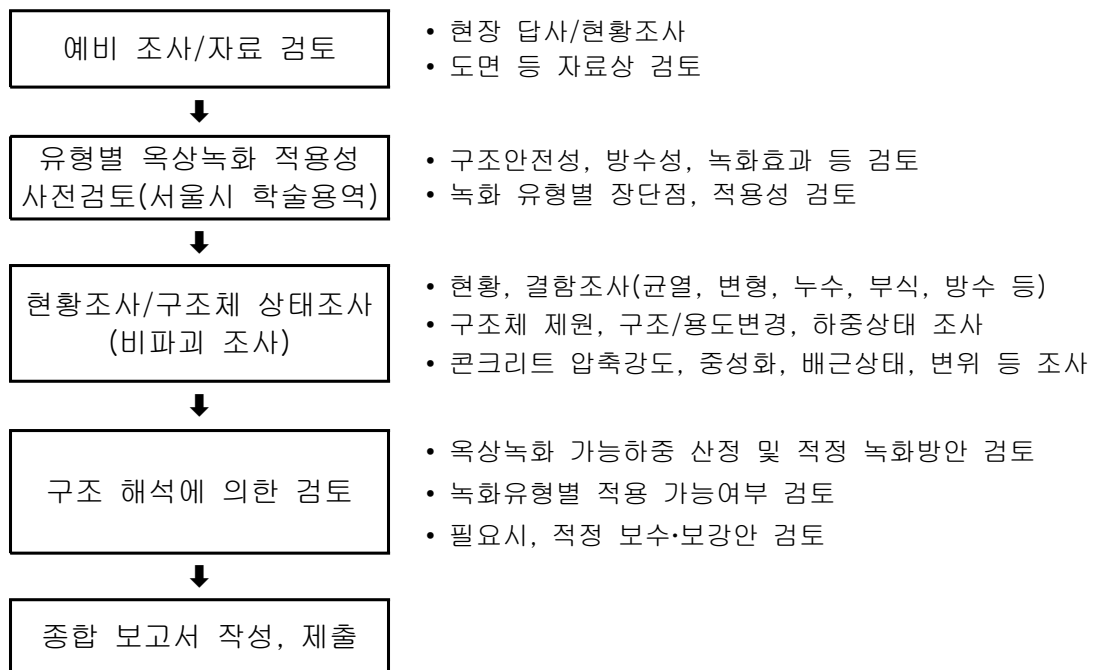 예비 조사/자료 검토
• 현장 답사/현황조사
• 도면 등 자료상 검토
유형별 옥상녹화 적용성
사전검토(서울시 학술용역)
• 구조안전성, 방수성, 녹화효과 등 검토
• 녹화 유형별 장단점, 적용성 검토
현황조사/구조체 상태조사
(비파괴 조사)
• 현황, 결함조사(균열, 변형, 누수, 부식, 방수 등)
• 구조체 제원, 구조/용도변경, 하중상태 조사
• 콘크리트 압축강도, 중성화, 배근상태, 변위 등 조사
구조 해석에 의한 검토
• 옥상녹화 가능하중 산정 및 적정 녹화방안 검토
• 녹화유형별 적용 가능여부 검토
• 필요시, 적정 보수·보강안 검토
종합 보고서 작성, 제출